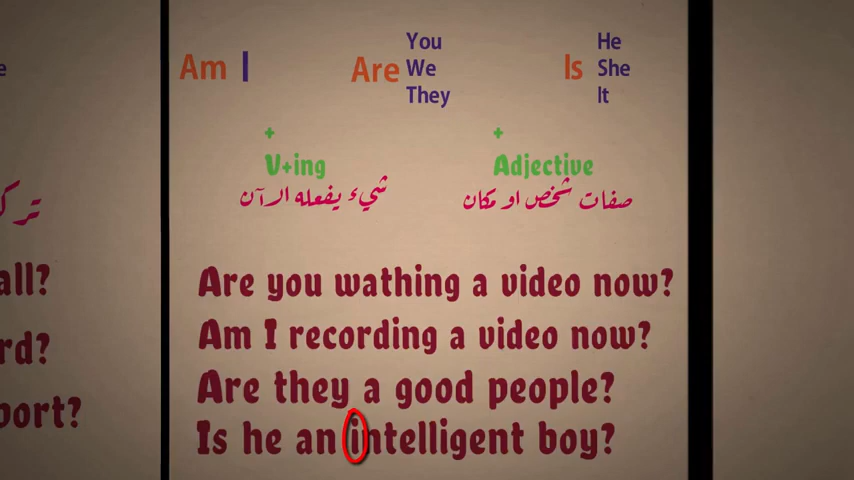 Am I Are You We They Is He She It
+ +
V+ing Adjective
شيء يفعله الآن صفات شخص او مكان
Are you wathing a video now?
Am I recording a video now?
Are they a good people?
Is he an intelligent boy?
all?
rd?
port?